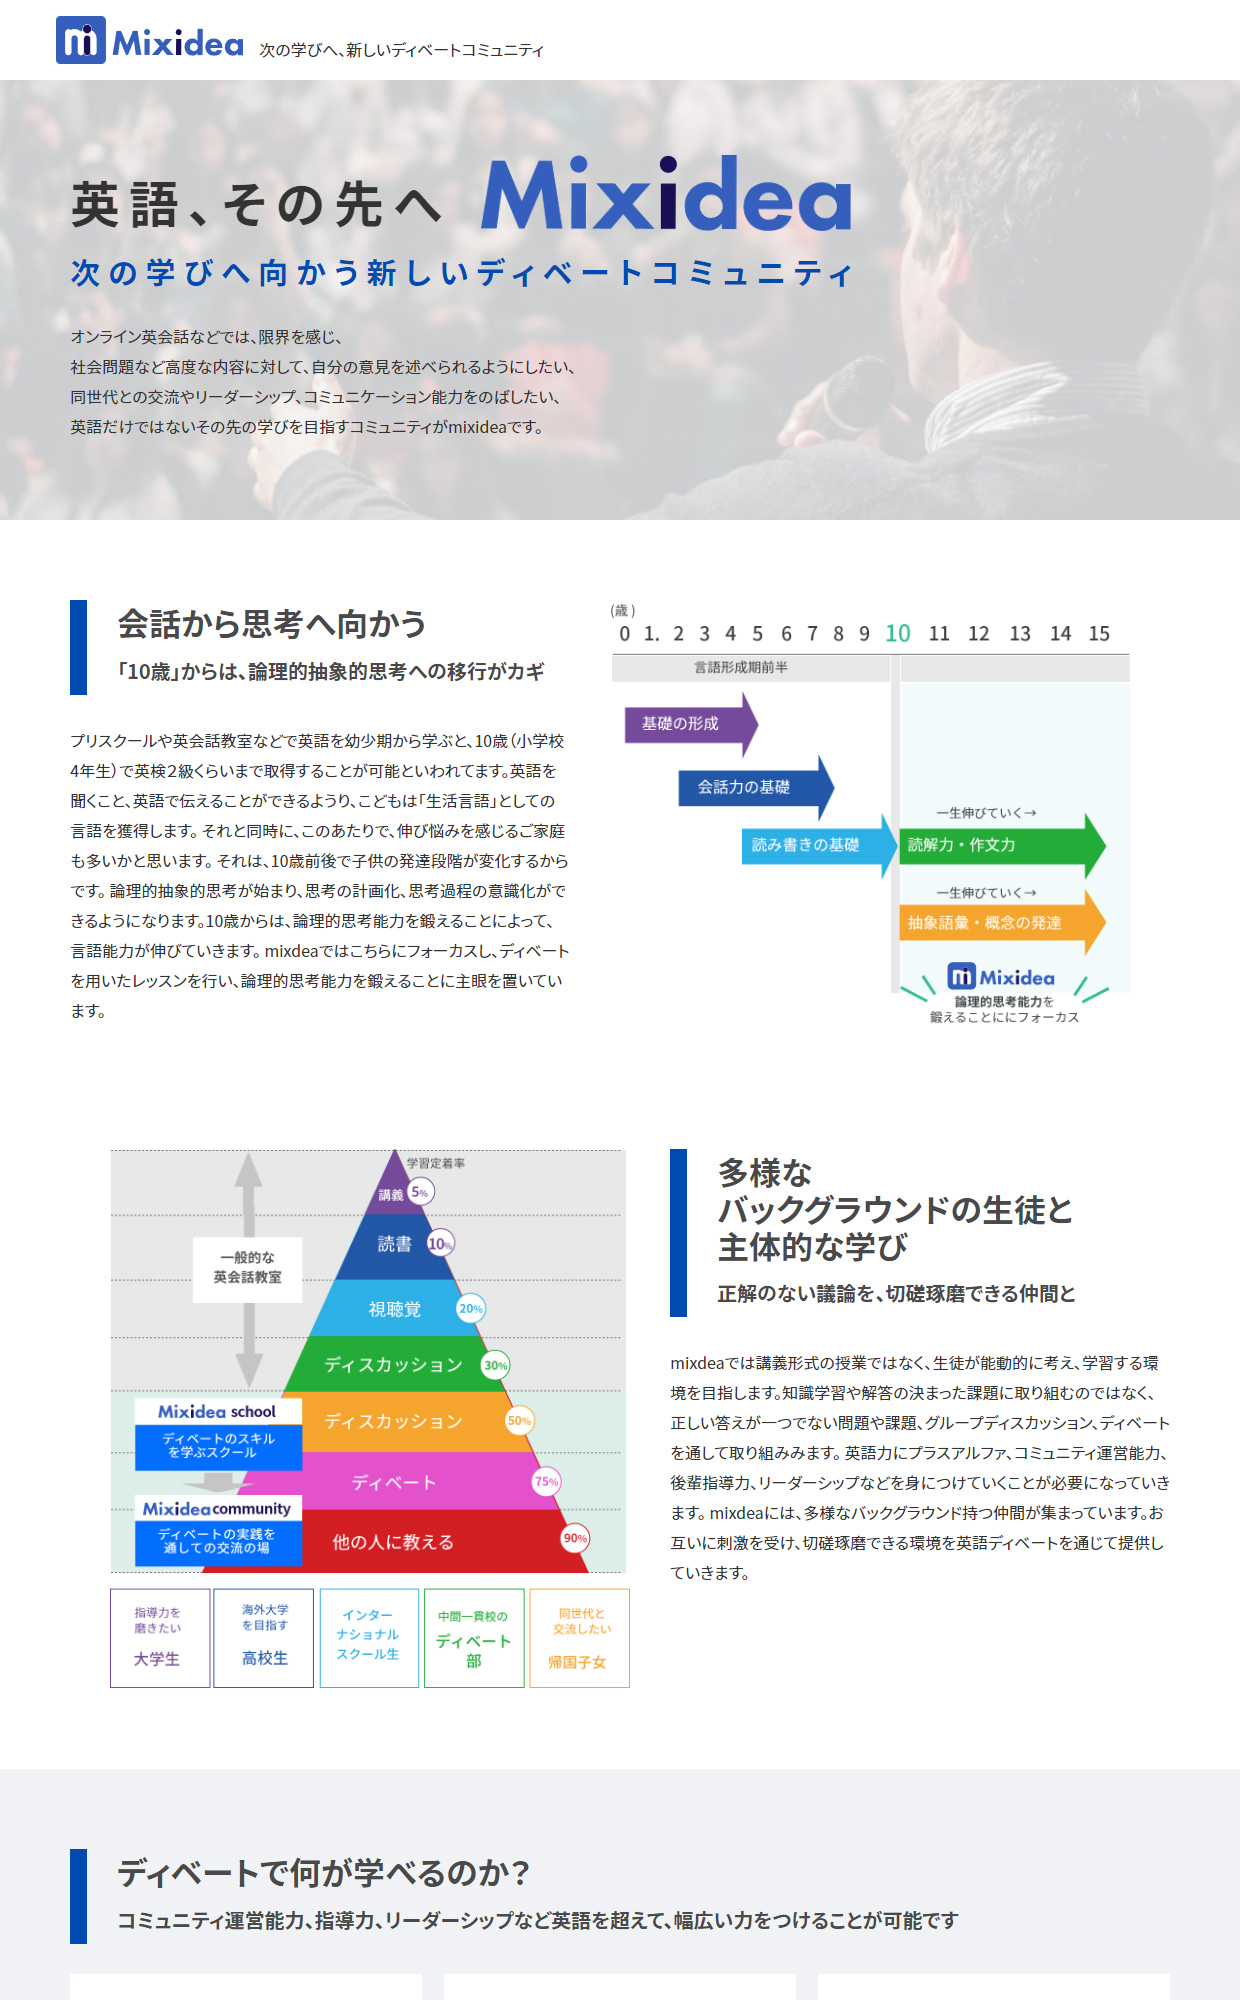 Mixidea 次の学びへ、新しいディベートコミュニティ
英語、その先へ Mixidea
次の学びへ向かう新しいディベートコミュニティ
オンライン英会話などでは、限界を感じ、
社会問題など高度な内容に対して、自分の意見を述べられるようにしたい、
同世代との交流やリーダーシップ、コミュニケーション能力をのばしたい、
英語だけではないその先の学びを目指すコミュニティがmixideaです。
会話から思考へ向かう
「10歳」からは、論理的抽象的思考への移行がカギ
プリスクールや英会話教室などで英語を幼少期から学ぶと、10歳（小学校
4年生）で英検２級くらいまで取得することが可能といわれてます。英語を
聞くこと、英語で伝えることができるようり、こどもは「生活言語」としての
言語を獲得します。 それと同時に、このあたりで、伸び悩みを感じるご家庭
も多いかと思います。 それは、10歳前後で子供の発達段階が変化するから
です。 論理的抽象的思考が始まり、思考の計画化、思考過程の意識化がで
きるようになります。10歳からは、論理的思考能力を鍛えることによって、
言語能力が伸びていきます。 mixdeaではこちらにフォーカスし、ディベート
を用いたレッスンを行い、論理的思考能力を鍛えることに主眼を置いてい
ます。
(歳)
0 1. 2 3 4 5 6 7 8 9 10 11 12 13 14 15
言語形成期前半
基礎の形成
会話力の基礎
一生伸びていく→
読み書きの基礎 読解力・作文力
一生伸びていく→
抽象語彙・概念の発達
Mixidea
論理的思考能力を
鍛えることににフォーカス
学習定着率
講義 5%
読書 10%
一般的な
英会話教室
視聴覚 20%
ディスカッション 30%
Mixidea school
ディベートのスキル
を学ぶスクール
ディスカッション 50%
ディベート 75%
Mixidea community
ディベートの実践を
通しての交流の場
他の人に教える 90%
指導力を
磨きたい
大学生
海外大学
を目指す
高校生
インター
ナショナル
スクール生
中間一貫校の
ディベート
部
同世代と
交流したい
帰国子女
多様な
バックグラウンドの生徒と
主体的な学び
正解のない議論を、切磋琢磨できる仲間と
mixdeaでは講義形式の授業ではなく、生徒が能動的に考え、学習する環
境を目指します。知識学習や解答の決まった課題に取り組むのではなく、
正しい答えが一つでない問題や課題、グループディスカッション、ディベート
を通して取り組みみます。 英語力にプラスアルファ、コミュニティ運営能力、
後輩指導力、リーダーシップなどを身につけていくことが必要になっていき
ます。 mixdeaには、多様なバックグラウンド持つ仲間が集まっています。お
互いに刺激を受け、切磋琢磨できる環境を英語ディベートを通じて提供し
ていきます。
ディベートで何が学べるのか？
コミュニティ運営能力、指導力、リーダーシップなど英語を超えて、幅広い力をつけることが可能です